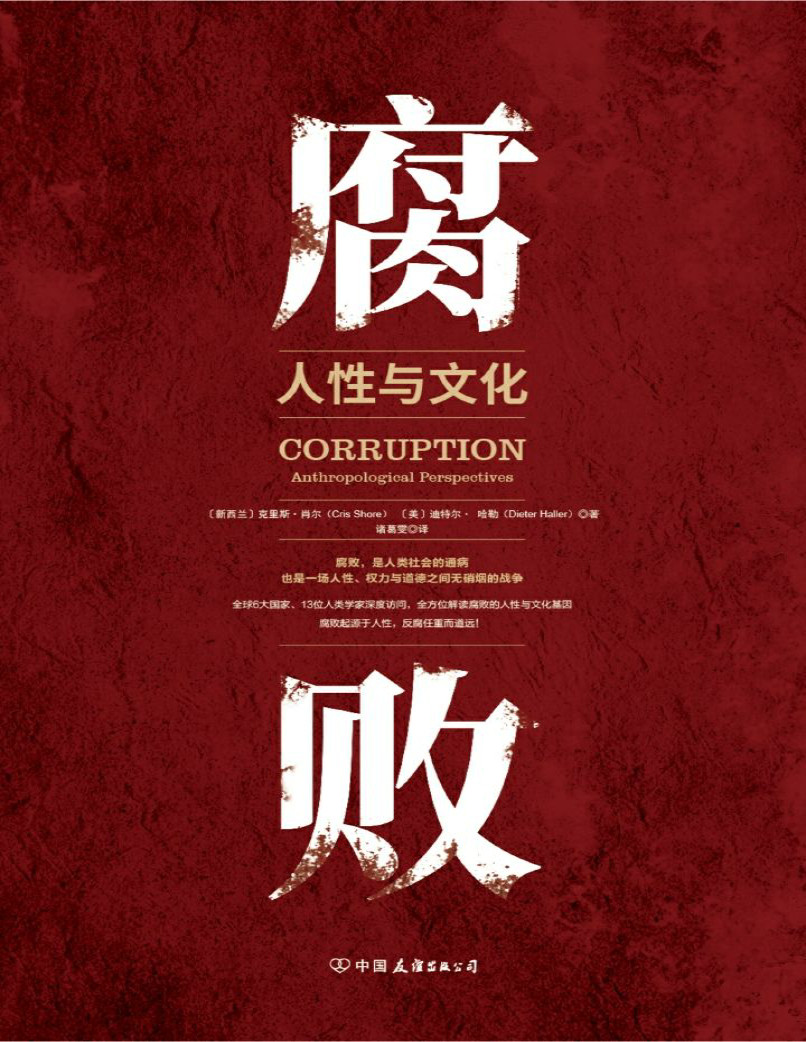 腐
人性与文化
CORRUPTION
Anthropological Perspectives
〔新西兰〕克里斯·肖尔（Cris Shore） 〔美〕迪特尔· 哈勒（Dieter Haller）◎著
诸葛雯◎译
腐败，是人类社会的通病
也是一场人性、权力与道德之间无硝烟的战争
全球6大国家、13位人类学家深度访问，全方位解读腐败的人性与文化基因
腐败起源于人性，反腐任重而道远！
败
中国友谊出版公司